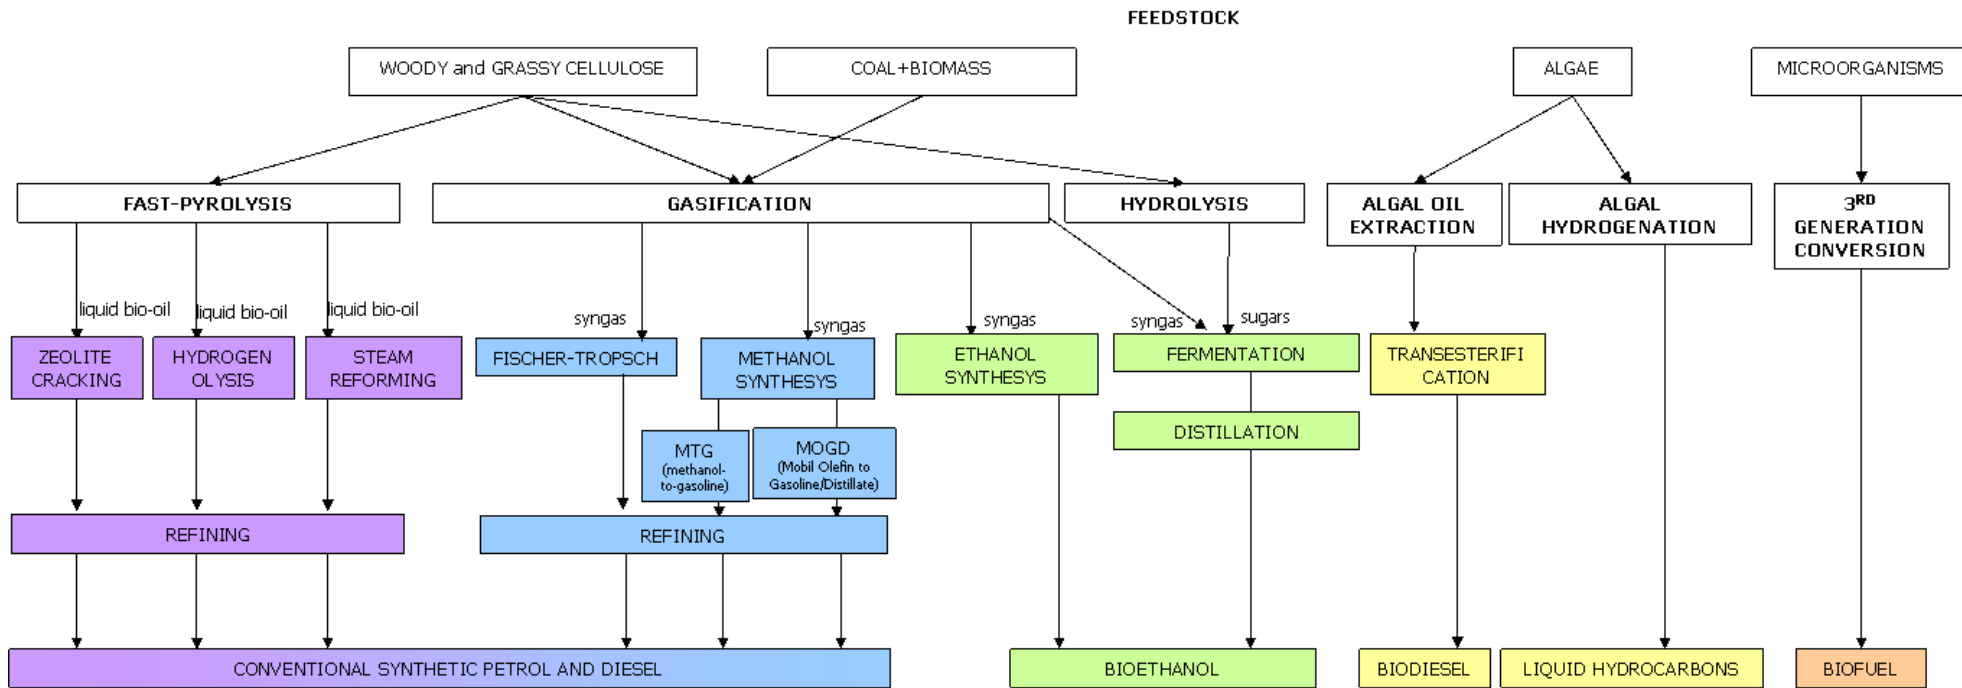 FEEDSTOCK
WOODY and GRASSY CELLULOSE
COAL+BIOMASS
ALGAE
MICROORGANISMS
FAST-PYROLYSIS
GASIFICATION
HYDROLYSIS
ALGAL OIL
EXTRACTION
ALGAL
HYDROGENATION
3RD
GENERATION
CONVERSION
liquid bio-oil
liquid bio-oil
liquid bio-oil
syngas
syngas
syngas
syngas
sugars
ZEOLITE
CRACKING
HYDROGEN
OLYSIS
STEAM
REFORMING
FISCHER-TROPSCH
METHANOL
SYNTHESYS
ETHANOL
SYNTHESYS
FERMENTATION
TRANSESTERIFI
CATION
DISTILLATION
MTG
(methanol-
to-gasoline)
MOGD
(Mobil Olefin to
Gasoline/Distillate)
REFINING
REFINING
CONVENTIONAL SYNTHETIC PETROL AND DIESEL
BIOETHANOL
BIODIESEL
LIQUID HYDROCARBONS
BIOFUEL